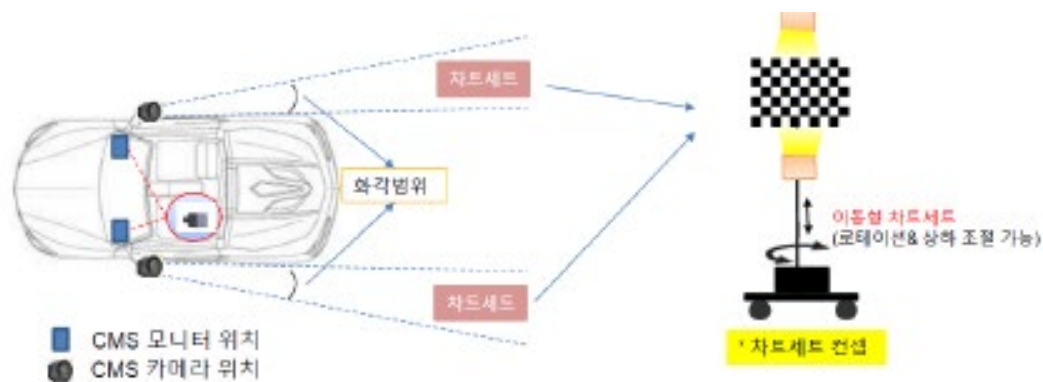 차트세트
화각범위
차트세트
CMS 모니터 위치
CMS 카메라 위치
이동형 차트세트
(로테이션& 상하 조절 가능)
* 차트세트 컨셉